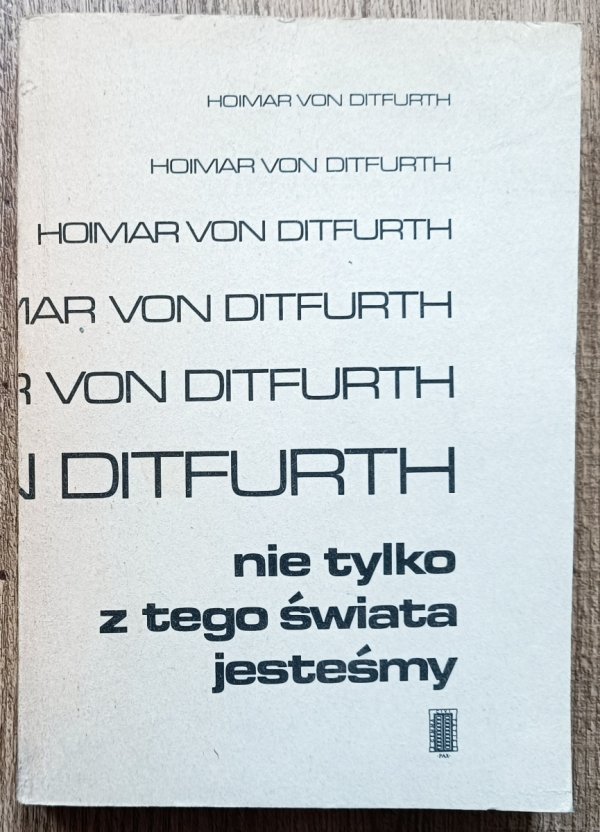 HOIMAR VON DITFURTH
HOIMAR VON DITFURTH
HOIMAR VON DITFURTH
MAR VON DITFURTH
R VON DITFURTH
N DITFURTH
nie tylko
z tego świata
jesteśmy
PAX